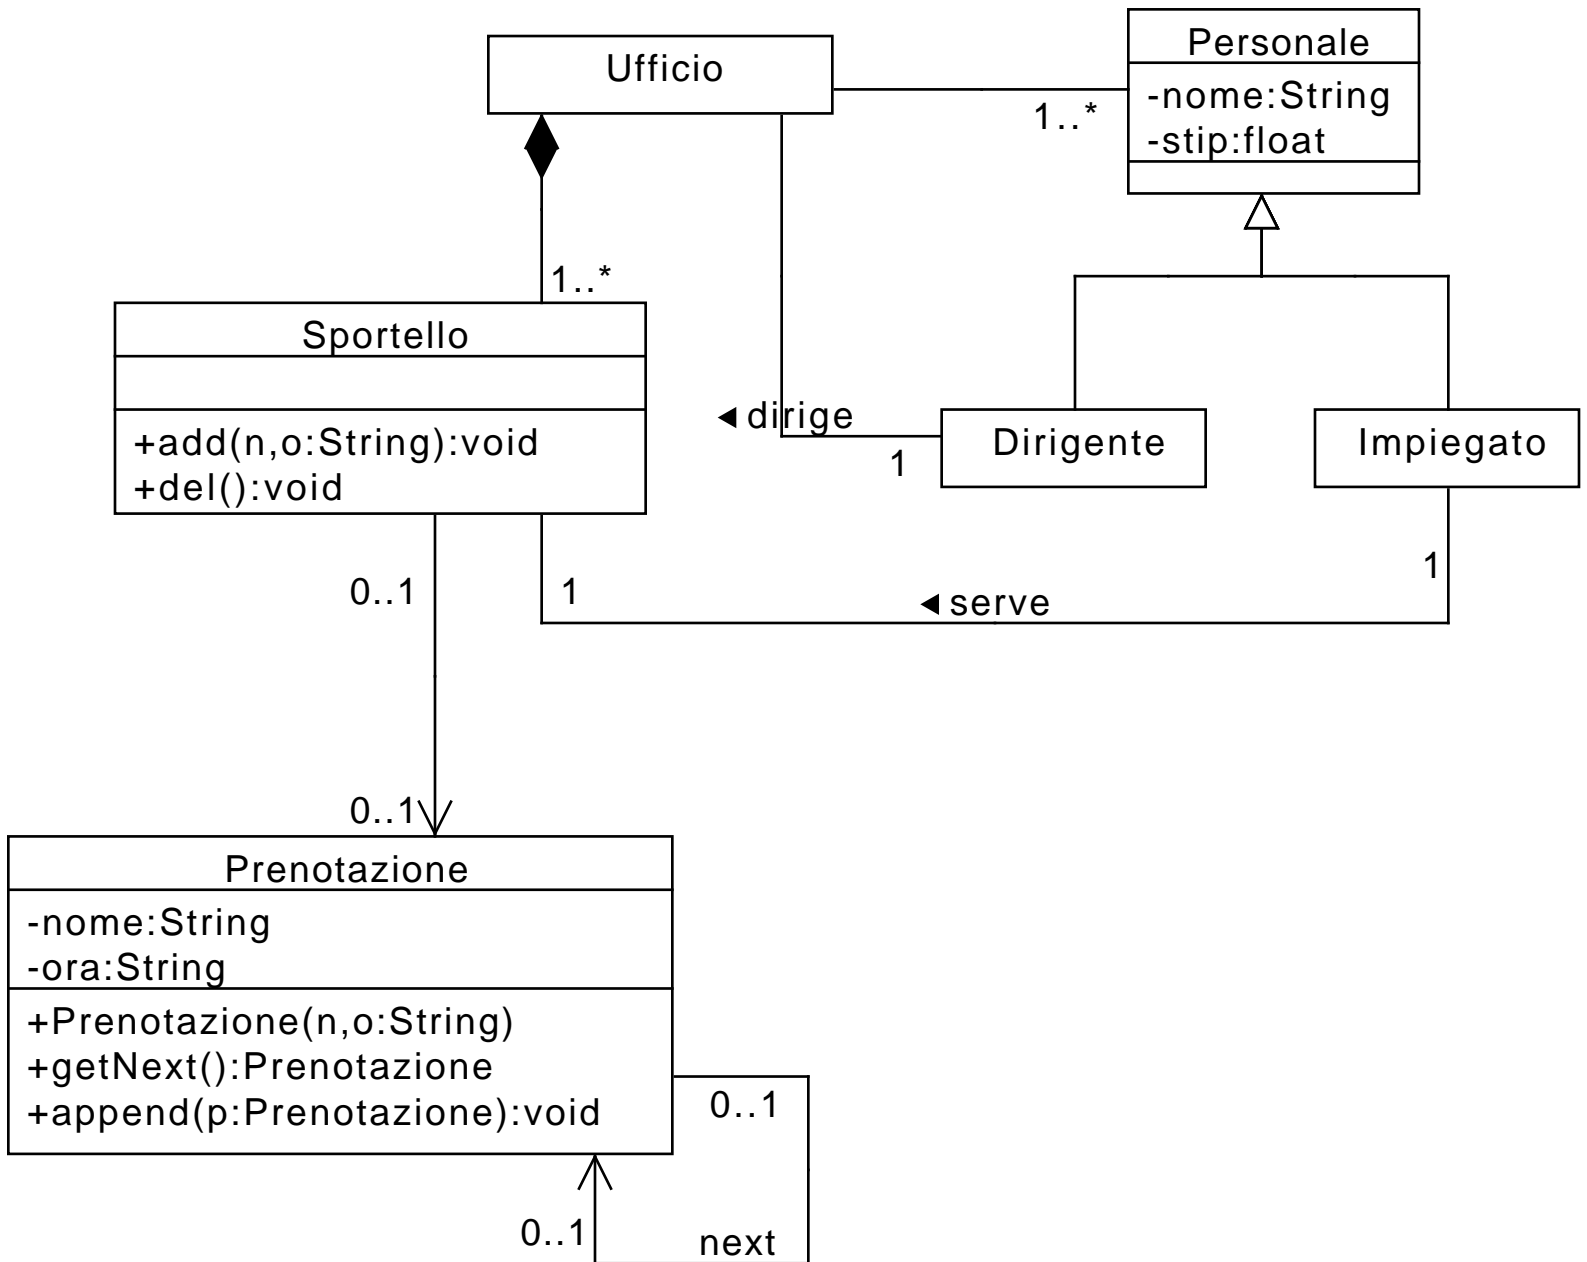 Ufficio
Personale
-nome:String
-stip:float
1..*
1..*
Sportello
+add(n,o:String):void
+del():void
◄ dirige
1
Dirigente
Impiegato
0..1
1
1
◄ serve
0..1
Prenotazione
-nome:String
-ora:String
+Prenotazione(n,o:String)
+getNext():Prenotazione
+append(p:Prenotazione):void
0..1
0..1
next